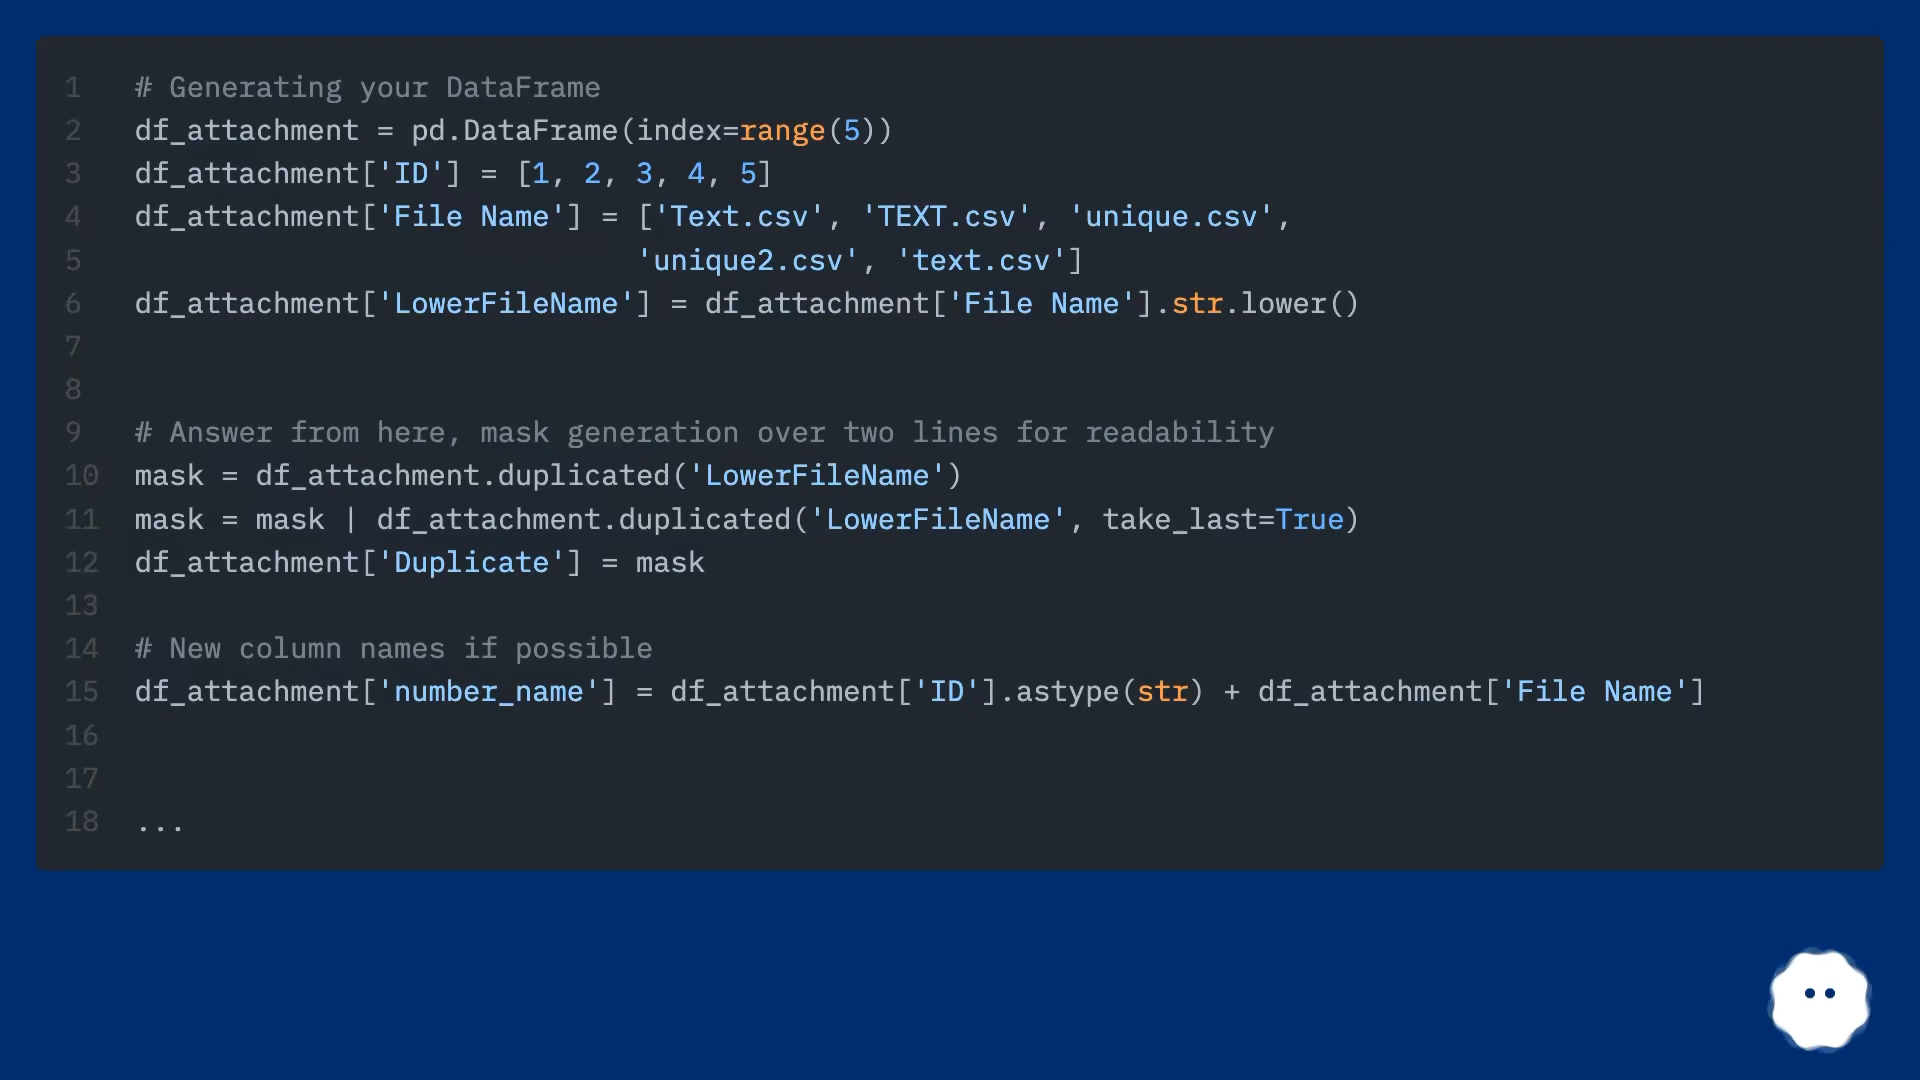 1 # Generating your DataFrame
2 df_attachment = pd.DataFrame(index=range(5))
3 df_attachment['ID'] = [1, 2, 3, 4, 5]
4 df_attachment['File Name'] = ['Text.csv', 'TEXT.csv', 'unique.csv',
5                              'unique2.csv', 'text.csv']
6 df_attachment['LowerFileName'] = df_attachment['File Name'].str.lower()
7
8
9 # Answer from here, mask generation over two lines for readability
10 mask = df_attachment.duplicated('LowerFileName')
11 mask = mask | df_attachment.duplicated('LowerFileName', take_last=True)
12 df_attachment['Duplicate'] = mask
13
14 # New column names if possible
15 df_attachment['number_name'] = df_attachment['ID'].astype(str) + df_attachment['File Name']
16
17
18 ...